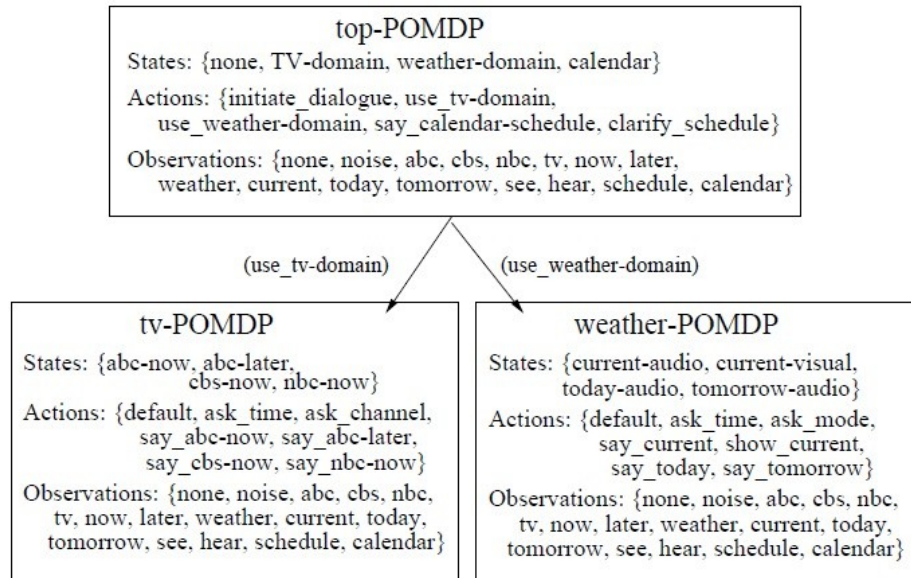 top-POMDP
States: {none, TV-domain, weather-domain, calendar}
Actions: {initiate_dialogue, use_tv-domain,
use_weather-domain, say_calendar-schedule, clarify_schedule}
Observations: {none, noise, abc, cbs, nbc, tv, now, later,
weather, current, today, tomorrow, see, hear, schedule, calendar}
(use_tv-domain)
(use_weather-domain)
tv-POMDP
States: {abc-now, abc-later,
cbs-now, nbc-now}
Actions: {default, ask_time, ask_channel,
say_abc-now, say_abc-later,
say_cbs-now, say_nbc-now}
Observations: {none, noise, abc, cbs, nbc,
tv, now, later, weather, current, today,
tomorrow, see, hear, schedule, calendar}
weather-POMDP
States: {current-audio, current-visual,
today-audio, tomorrow-audio}
Actions: {default, ask_time, ask_mode,
say_current, show_current,
say_today, say_tomorrow}
Observations: {none, noise, abc, cbs, nbc,
tv, now, later, weather, current, today,
tomorrow, see, hear, schedule, calendar}